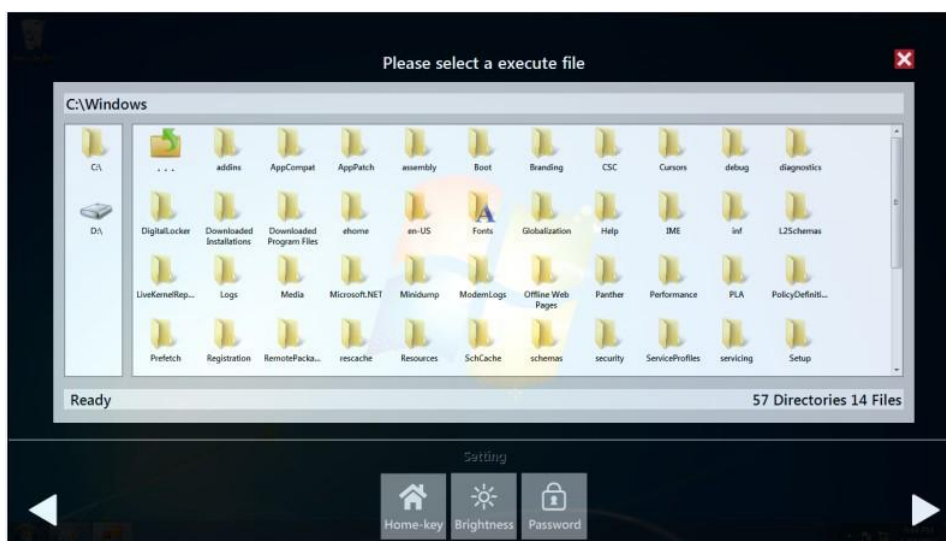 Please select a execute file
C:\Windows
C:\
D:\
. . .
addins
AppCompat
AppPatch
assembly
Boot
Branding
CSC
Cursors
debug
diagnostics
DigitalLocker
Downloaded
Installations
Downloaded
Program Files
ehome
en-US
Fonts
Globalization
Help
IME
inf
L2Schemas
LiveKernelRep...
Logs
Media
Microsoft.NET
Minidump
ModemLogs
Offline Web
Pages
Panther
Performance
PLA
PolicyDefiniti...
Prefetch
Registration
RemotePacka...
rescache
Resources
SchCache
schemas
security
ServiceProfiles
servicing
Setup
Ready
57 Directories 14 Files
Setting
Home-key
Brightness
Password